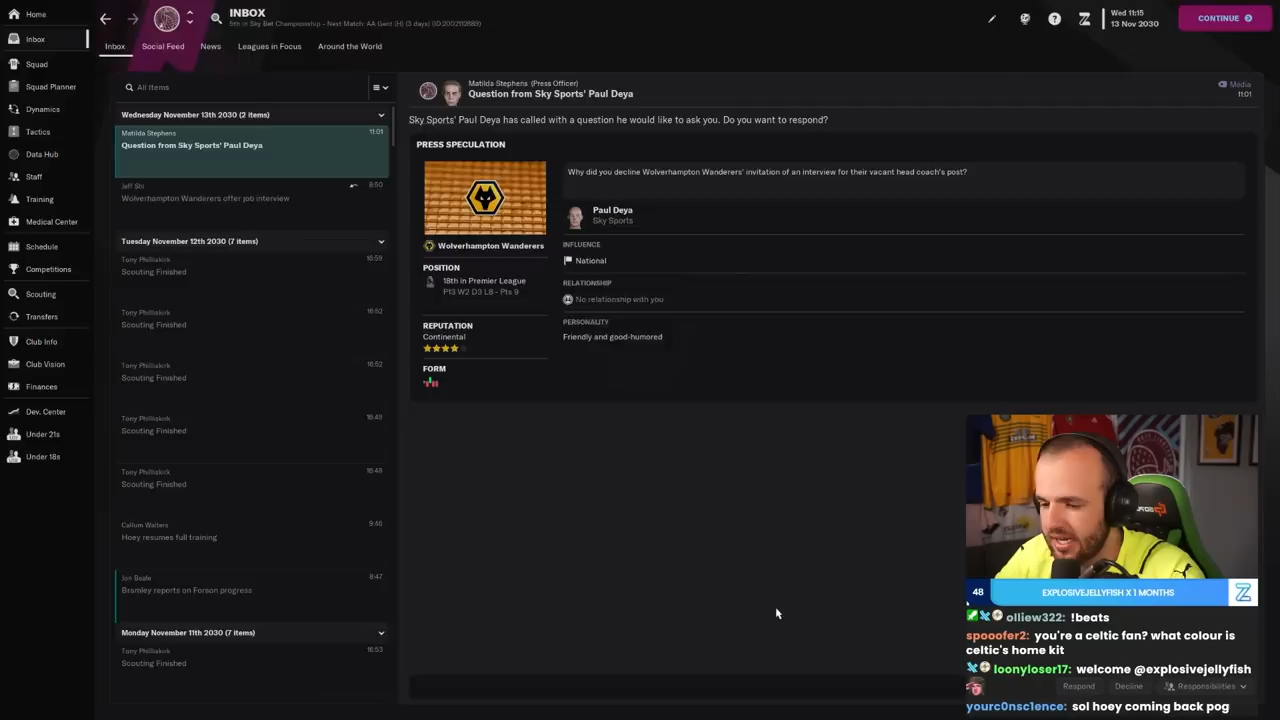 Home
INBOX
5th in Sky Bet Championship - Next Match: AA Gent (H) (3 days) (ID:2002112689)
Wed 11:15
13 Nov 2030
CONTINUE
Inbox
Squad
Squad Planner
Dynamics
Tactics
Data Hub
Staff
Training
Medical Center
Schedule
Competitions
Scouting
Transfers
Club Info
Club Vision
Finances
Dev. Center
Under 21s
Under 18s
Inbox
Social Feed
News
Leagues in Focus
Around the World
All Items
Wednesday November 13th 2030 (2 items)
Matilda Stephens
11:01
Question from Sky Sports' Paul Deya
Jeff Shi
8:50
Wolverhampton Wanderers offer job interview
Tuesday November 12th 2030 (7 items)
Tony Philliskirk
16:59
Scouting Finished
Tony Philliskirk
16:52
Scouting Finished
Tony Philliskirk
16:52
Scouting Finished
Tony Philliskirk
16:49
Scouting Finished
Tony Philliskirk
16:48
Scouting Finished
Callum Walters
9:46
Hoey resumes full training
Jon Beale
8:47
Bramley reports on Forson progress
Monday November 11th 2030 (7 items)
Tony Philliskirk
16:53
Scouting Finished
Matilda Stephens (Press Officer)
Question from Sky Sports' Paul Deya
Media
11:01
Sky Sports' Paul Deya has called with a question he would like to ask you. Do you want to respond?
PRESS SPECULATION
Wolverhampton Wanderers
POSITION
18th in Premier League
P13 W2 D3 L8 - Pts 9
REPUTATION
Continental
FORM
Why did you decline Wolverhampton Wanderers' invitation of an interview for their vacant head coach's post?
Paul Deya
Sky Sports
INFLUENCE
National
RELATIONSHIP
No relationship with you
PERSONALITY
Friendly and good-humored
48
EXPLOSIVEJELLYFISH X 1 MONTHS
olliew322: !beats
spooofer2: you're a celtic fan? what colour is
celtic's home kit
loonyloser17: welcome @explosivejellyfish
Respond
Decline
Responsibilities
yourc0nsc1ence: sol hoey coming back pog